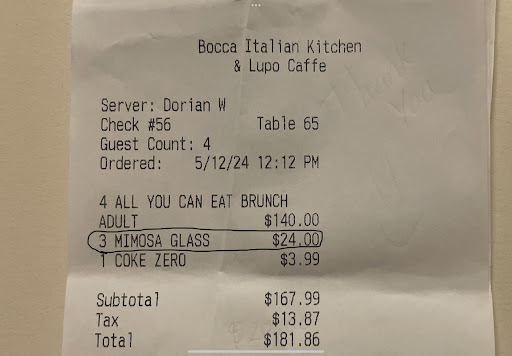 Bocca Italian Kitchen
& Lupo Caffe
Server: Dorian W
Check #56 Table 65
Guest Count: 4
Ordered: 5/12/24 12:12 PM
4 ALL YOU CAN EAT BRUNCH
ADULT $140.00
3 MIMOSA GLASS $24.00
1 COKE ZERO $3.99
Subtotal $167.99
Tax $13.87
Total $181.86